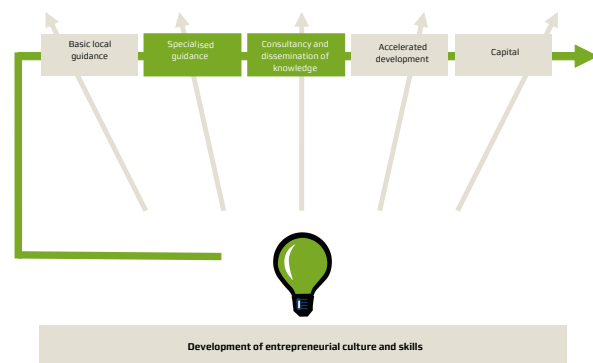 Basic local
guidance
Specialised
guidance
Consultancy and
dissemination of
knowledge
Accelerated
development
Capital
Development of entrepreneurial culture and skills